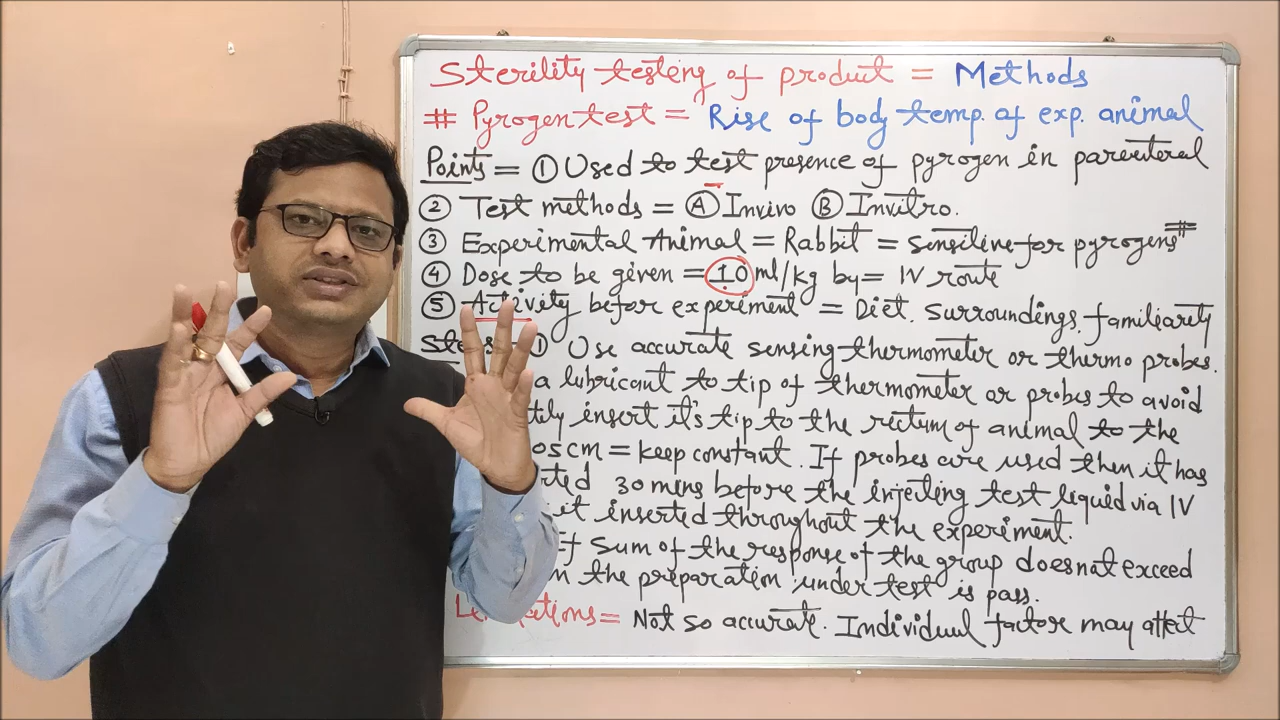 Sterility testing of product = Methods
# Pyrogen test = Rise of body temp. of exp. animal
Points = ① Used to test presence of pyrogen in parenteral
② Test methods = Ⓐ Invivo Ⓑ Invitro.
③ Experimental Animal = Rabbit = sensitive for pyrogens #
④ Dose to be given = 10 ml/kg by = IV route
⑤ Activity before experiment = Diet. Surroundings. familiarity
① Use accurate sensing thermometer or thermo probes.
a lubricant to tip of thermometer or probes to avoid
insert it's tip to the rectum of animal to the
05 cm = keep constant. If probes are used then it has
30 mins before the injecting test liquid via IV
it inserted throughout the experiment.
If sum of the response of the group doesnot exceed
the preparation under test is pass.
Not so accurate. Individual factore may affect